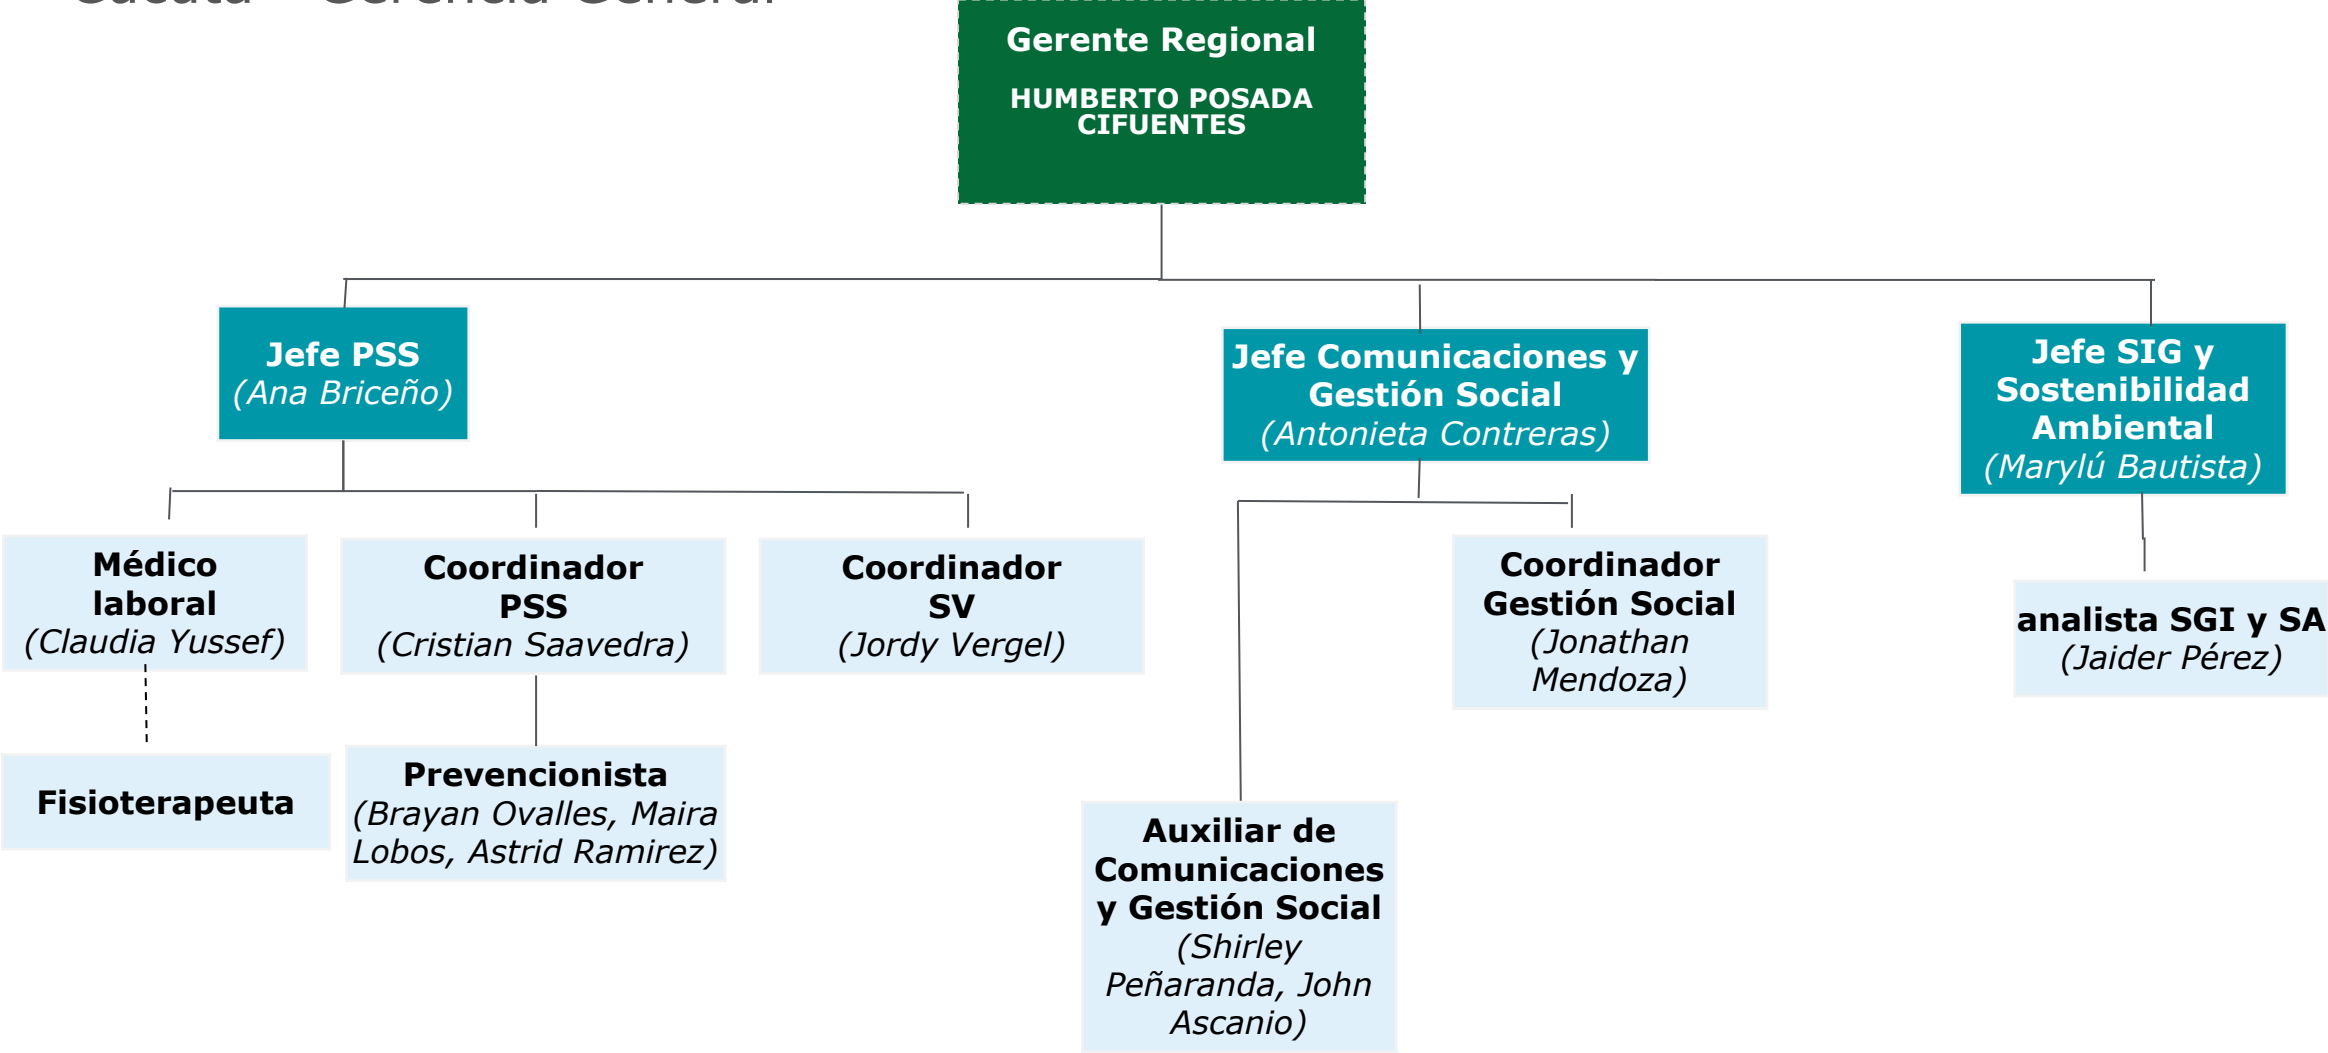 Cúcuta - Gerencia General
Gerente Regional
HUMBERTO POSADA
CIFUENTES
Jefe PSS
(Ana Briceño)
Jefe Comunicaciones y
Gestión Social
(Antonieta Contreras)
Jefe SIG y
Sostenibilidad
Ambiental
(Marylú Bautista)
Médico
laboral
(Claudia Yussef)
Coordinador
PSS
(Cristian Saavedra)
Coordinador
SV
(Jordy Vergel)
Coordinador
Gestión Social
(Jonathan
Mendoza)
analista SGI y SA
(Jaider Pérez)
Fisioterapeuta
Prevencionista
(Brayan Ovalles, Maira
Lobos, Astrid Ramirez)
Auxiliar de
Comunicaciones
y Gestión Social
(Shirley
Peñaranda, John
Ascanio)